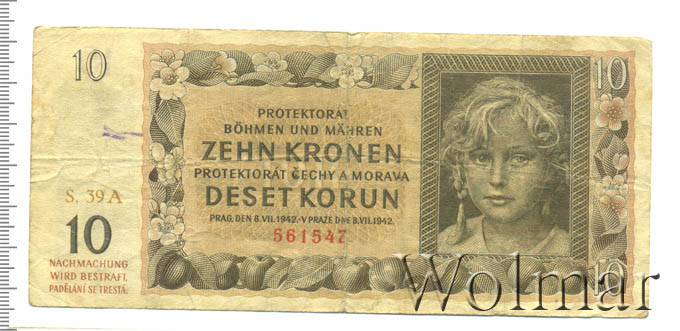 10
S. 39 A
10
NACHMACHUNG
WIRD BESTRAFT.
PADĚLÁNÍ SE TRESTÁ.
PROTEKTORAT
BÖHMEN UND MÄHREN
ZEHN KRONEN
PROTEKTORÁT ČECHY A MORAVA
DESET KORUN
PRAG, DEN 8. VII. 1942. - V PRAZE DNE 8. VII. 1942.
561547
10
10
Wolmar